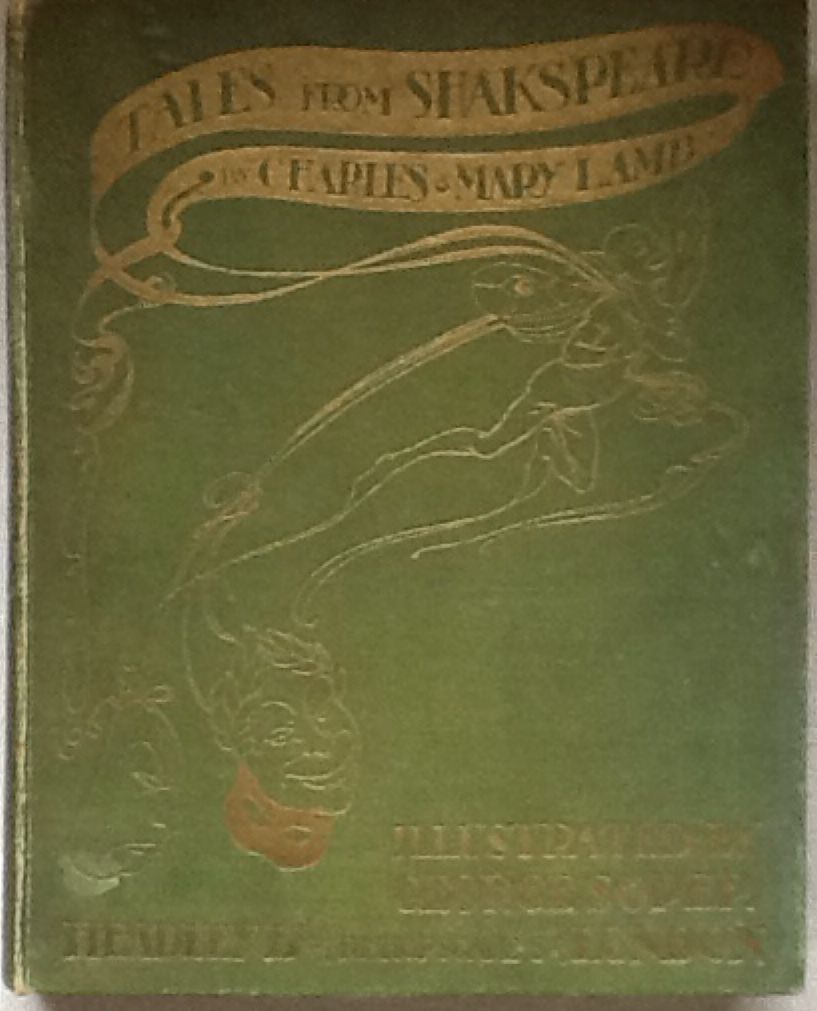 TALES FROM SHAKSPEARE
BY CHARLES & MARY LAMB
ILLUSTRATED BY
GEORGE SOPER
HEADLEY LONDON